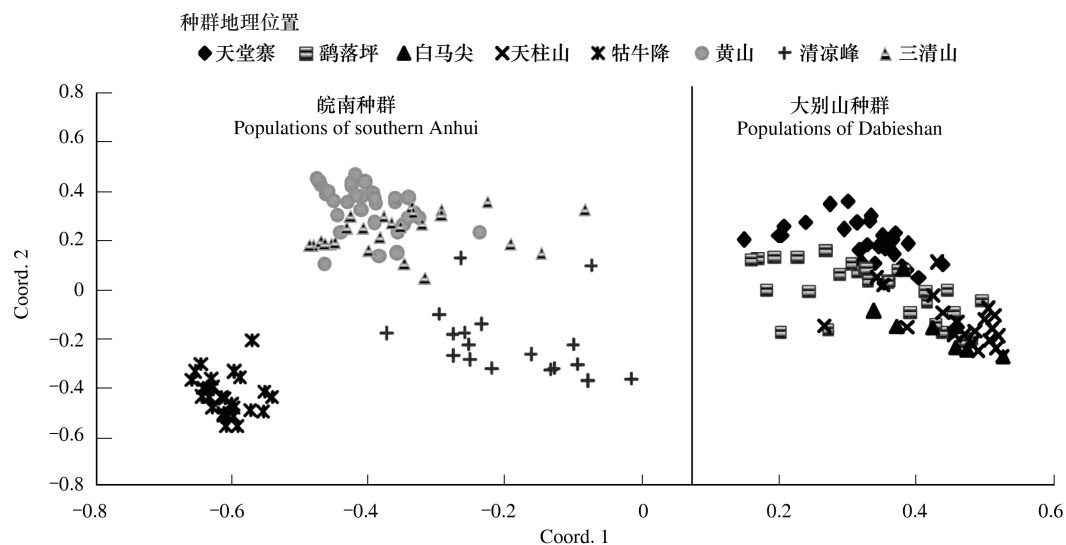 种群地理位置
天堂寨 鹞落坪 白马尖 天柱山 牯牛降 黄山 清凉峰 三清山
皖南种群
Populations of southern Anhui
大别山种群
Populations of Dabieshan
Coord. 2
0.8
0.6
0.4
0.2
0
−0.2
−0.4
−0.6
−0.8
−0.8 −0.6 −0.4 −0.2 0 0.2 0.4 0.6
Coord. 1